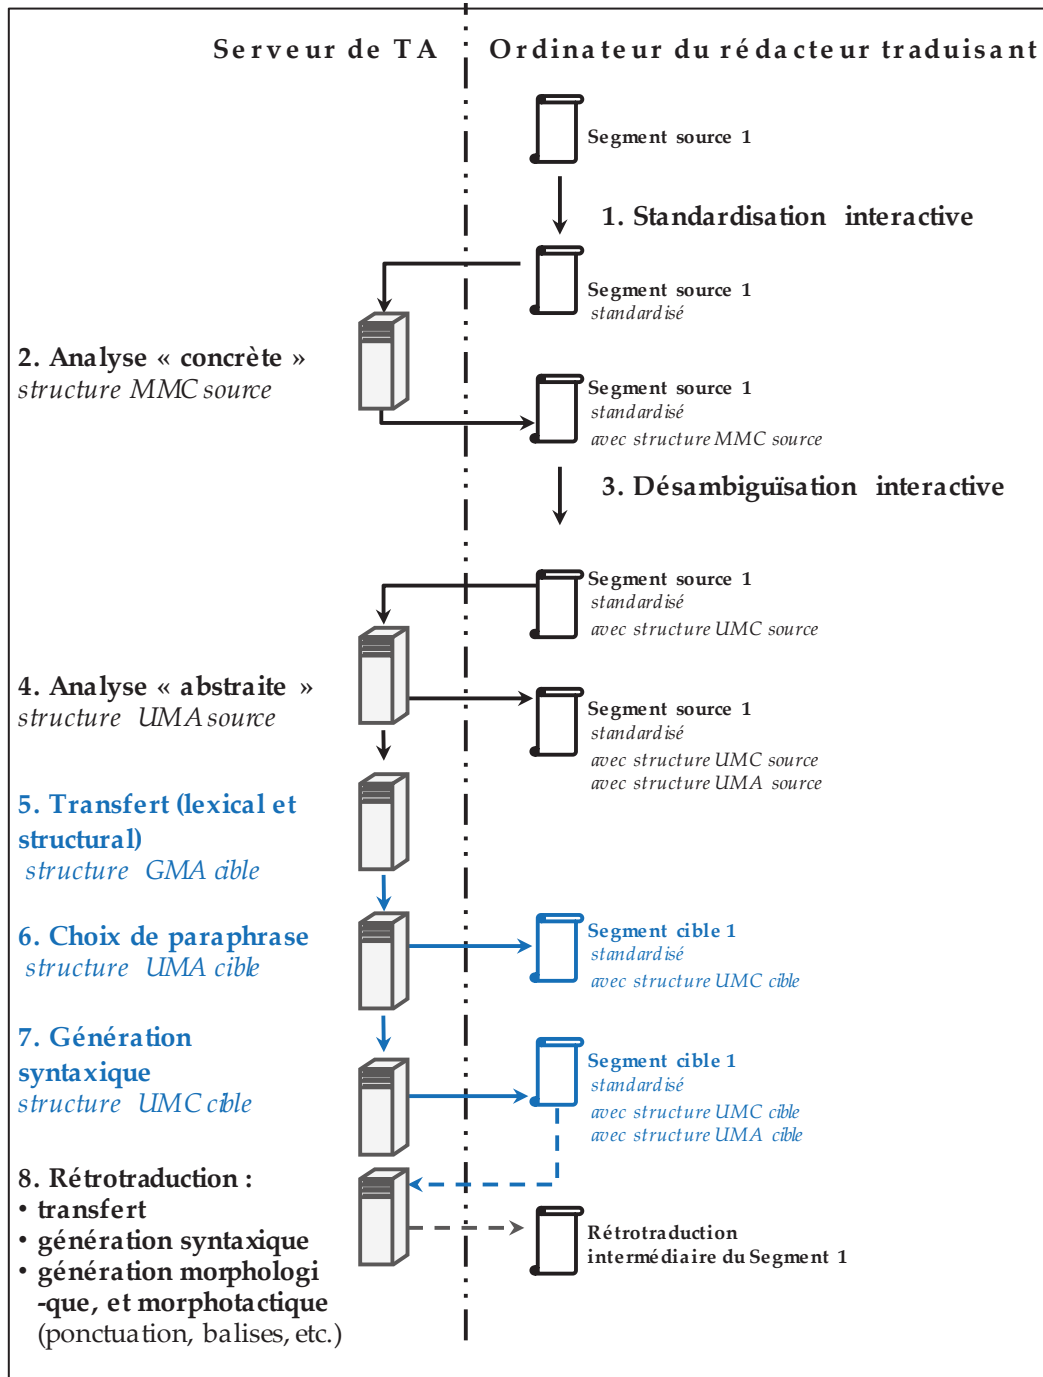 Serveur de TA
Ordinateur du rédacteur traduisant
Segment source 1
1. Standardisation interactive
Segment source 1
standardisé
2. Analyse « concrète »
structure MMC source
Segment source 1
standardisé
avec structure MMC source
3. Désambiguïsation interactive
Segment source 1
standardisé
avec structure UMC source
4. Analyse « abstraite »
structure UMA source
Segment source 1
standardisé
avec structure UMC source
avec structure UMA source
5. Transfert (lexical et
structural)
structure GMA cible
6. Choix de paraphrase
structure UMA cible
Segment cible 1
standardisé
avec structure UMC cible
7. Génération
syntaxique
structure UMC cible
Segment cible 1
standardisé
avec structure UMC cible
avec structure UMA cible
8. Rétrotraduction :
• transfert
• génération syntaxique
• génération morphologi
-que, et morphotactique
(ponctuation, balises, etc.)
Rétrotraduction
intermédiaire du Segment 1